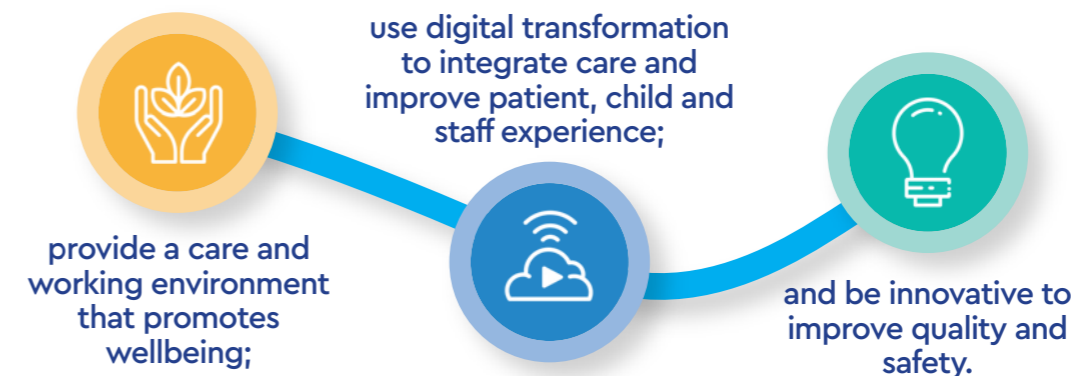 provide a care and
working environment
that promotes
wellbeing;
use digital transformation
to integrate care and
improve patient, child and
staff experience;
and be innovative to
improve quality and
safety.